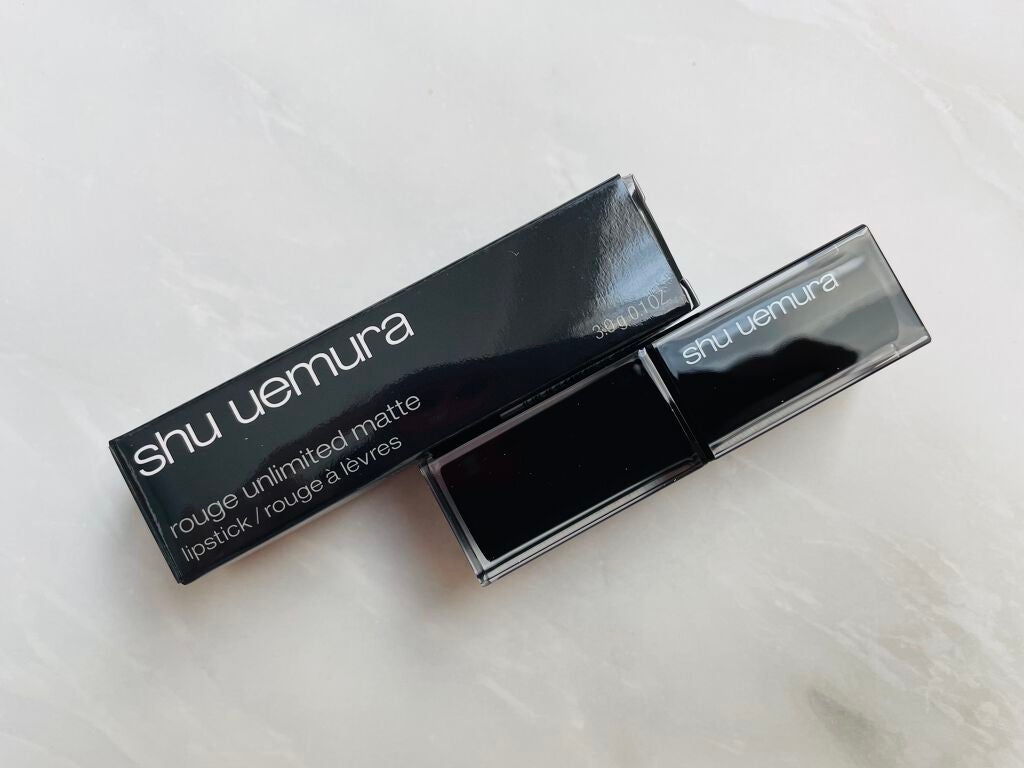 shu uemura
rouge unlimited matte
lipstick / rouge à lèvres
3.0 g 0.1 OZ
shu uemura